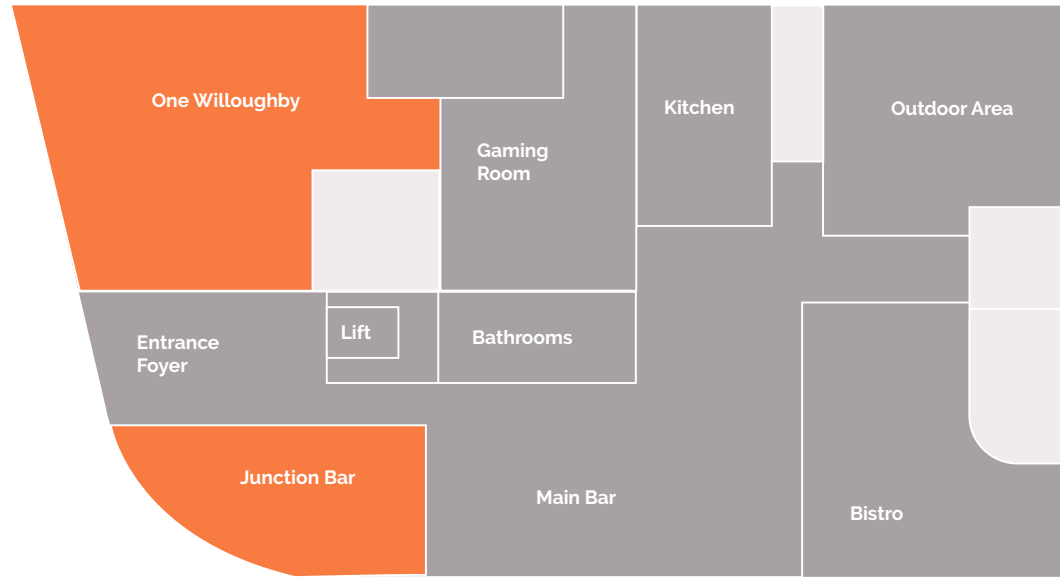 One Willoughby
Kitchen
Outdoor Area
Gaming
Room
Lift
Bathrooms
Entrance
Foyer
Junction Bar
Main Bar
Bistro